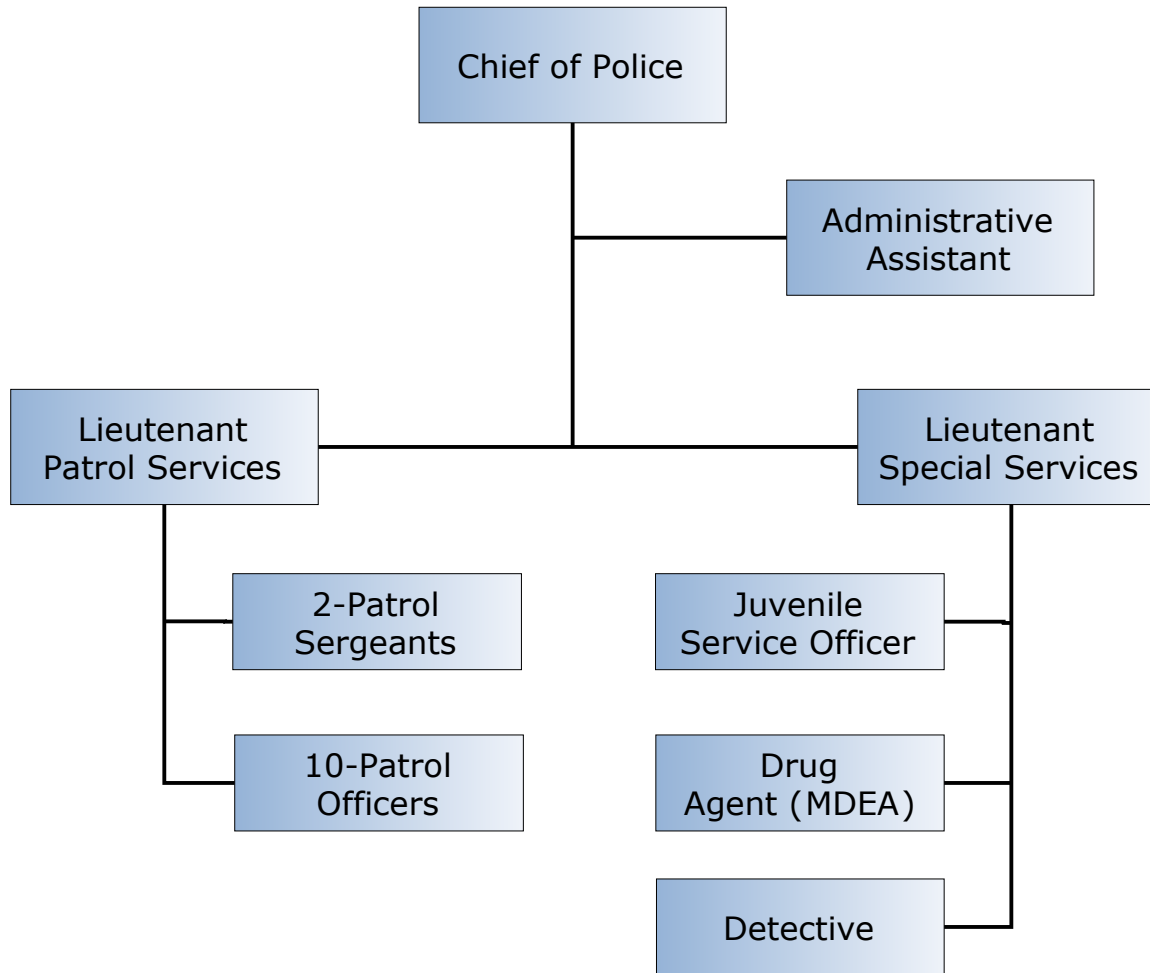 Chief of Police
Administrative
Assistant
Lieutenant
Patrol Services
Lieutenant
Special Services
2-Patrol
Sergeants
10-Patrol
Officers
Juvenile
Service Officer
Drug
Agent (MDEA)
Detective